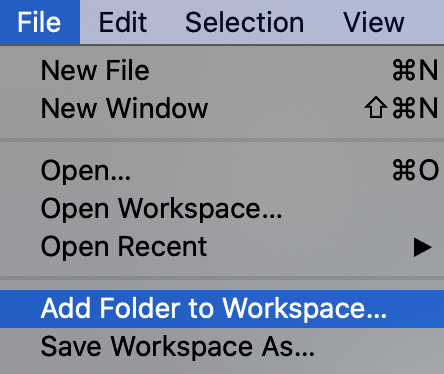 File Edit Selection View
New File ⌘N
New Window ⇧⌘N
Open... ⌘O
Open Workspace...
Open Recent ▶
Add Folder to Workspace...
Save Workspace As...